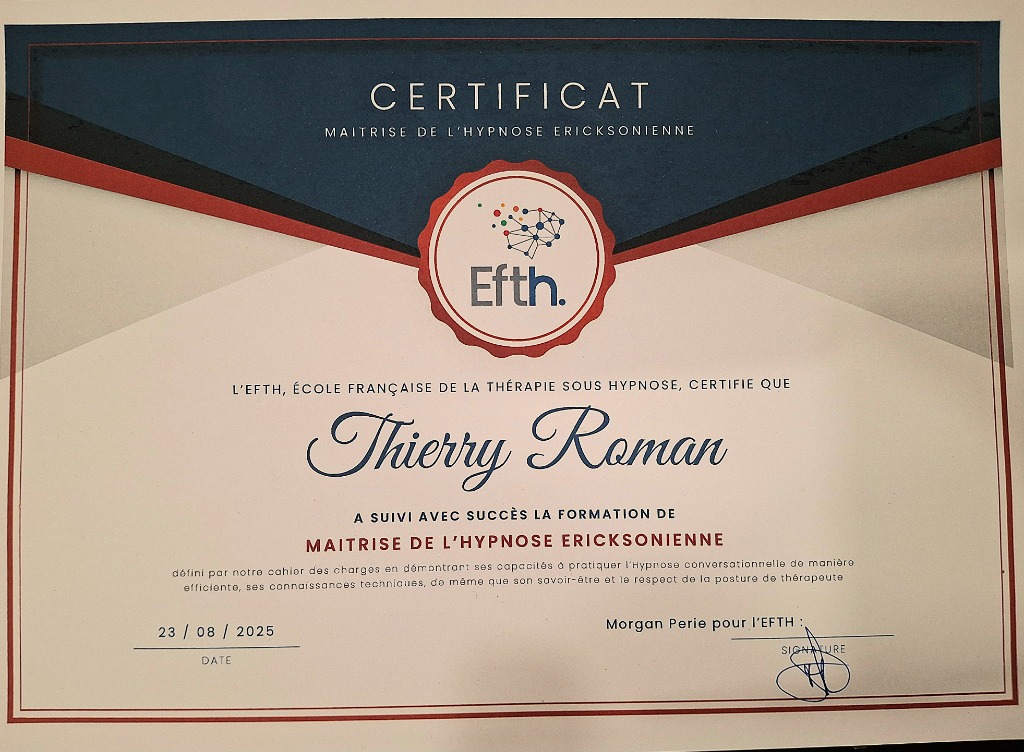 CERTIFICAT
MAITRISE DE L'HYPNOSE ERICKSONIENNE
Efth.
L'EFTH, ÉCOLE FRANÇAISE DE LA THÉRAPIE SOUS HYPNOSE, CERTIFIE QUE
Thierry Roman
A SUIVI AVEC SUCCÈS LA FORMATION DE
MAITRISE DE L'HYPNOSE ERICKSONIENNE
défini par notre cahier des charges en démontrant ses capacités à pratiquer l'Hypnose conversationnelle de manière
efficiente, ses connaissances techniques, de même que son savoir-être et le respect de la posture de thérapeute
23 / 08 / 2025
DATE
Morgan Perie pour l'EFTH :
SIGNATURE